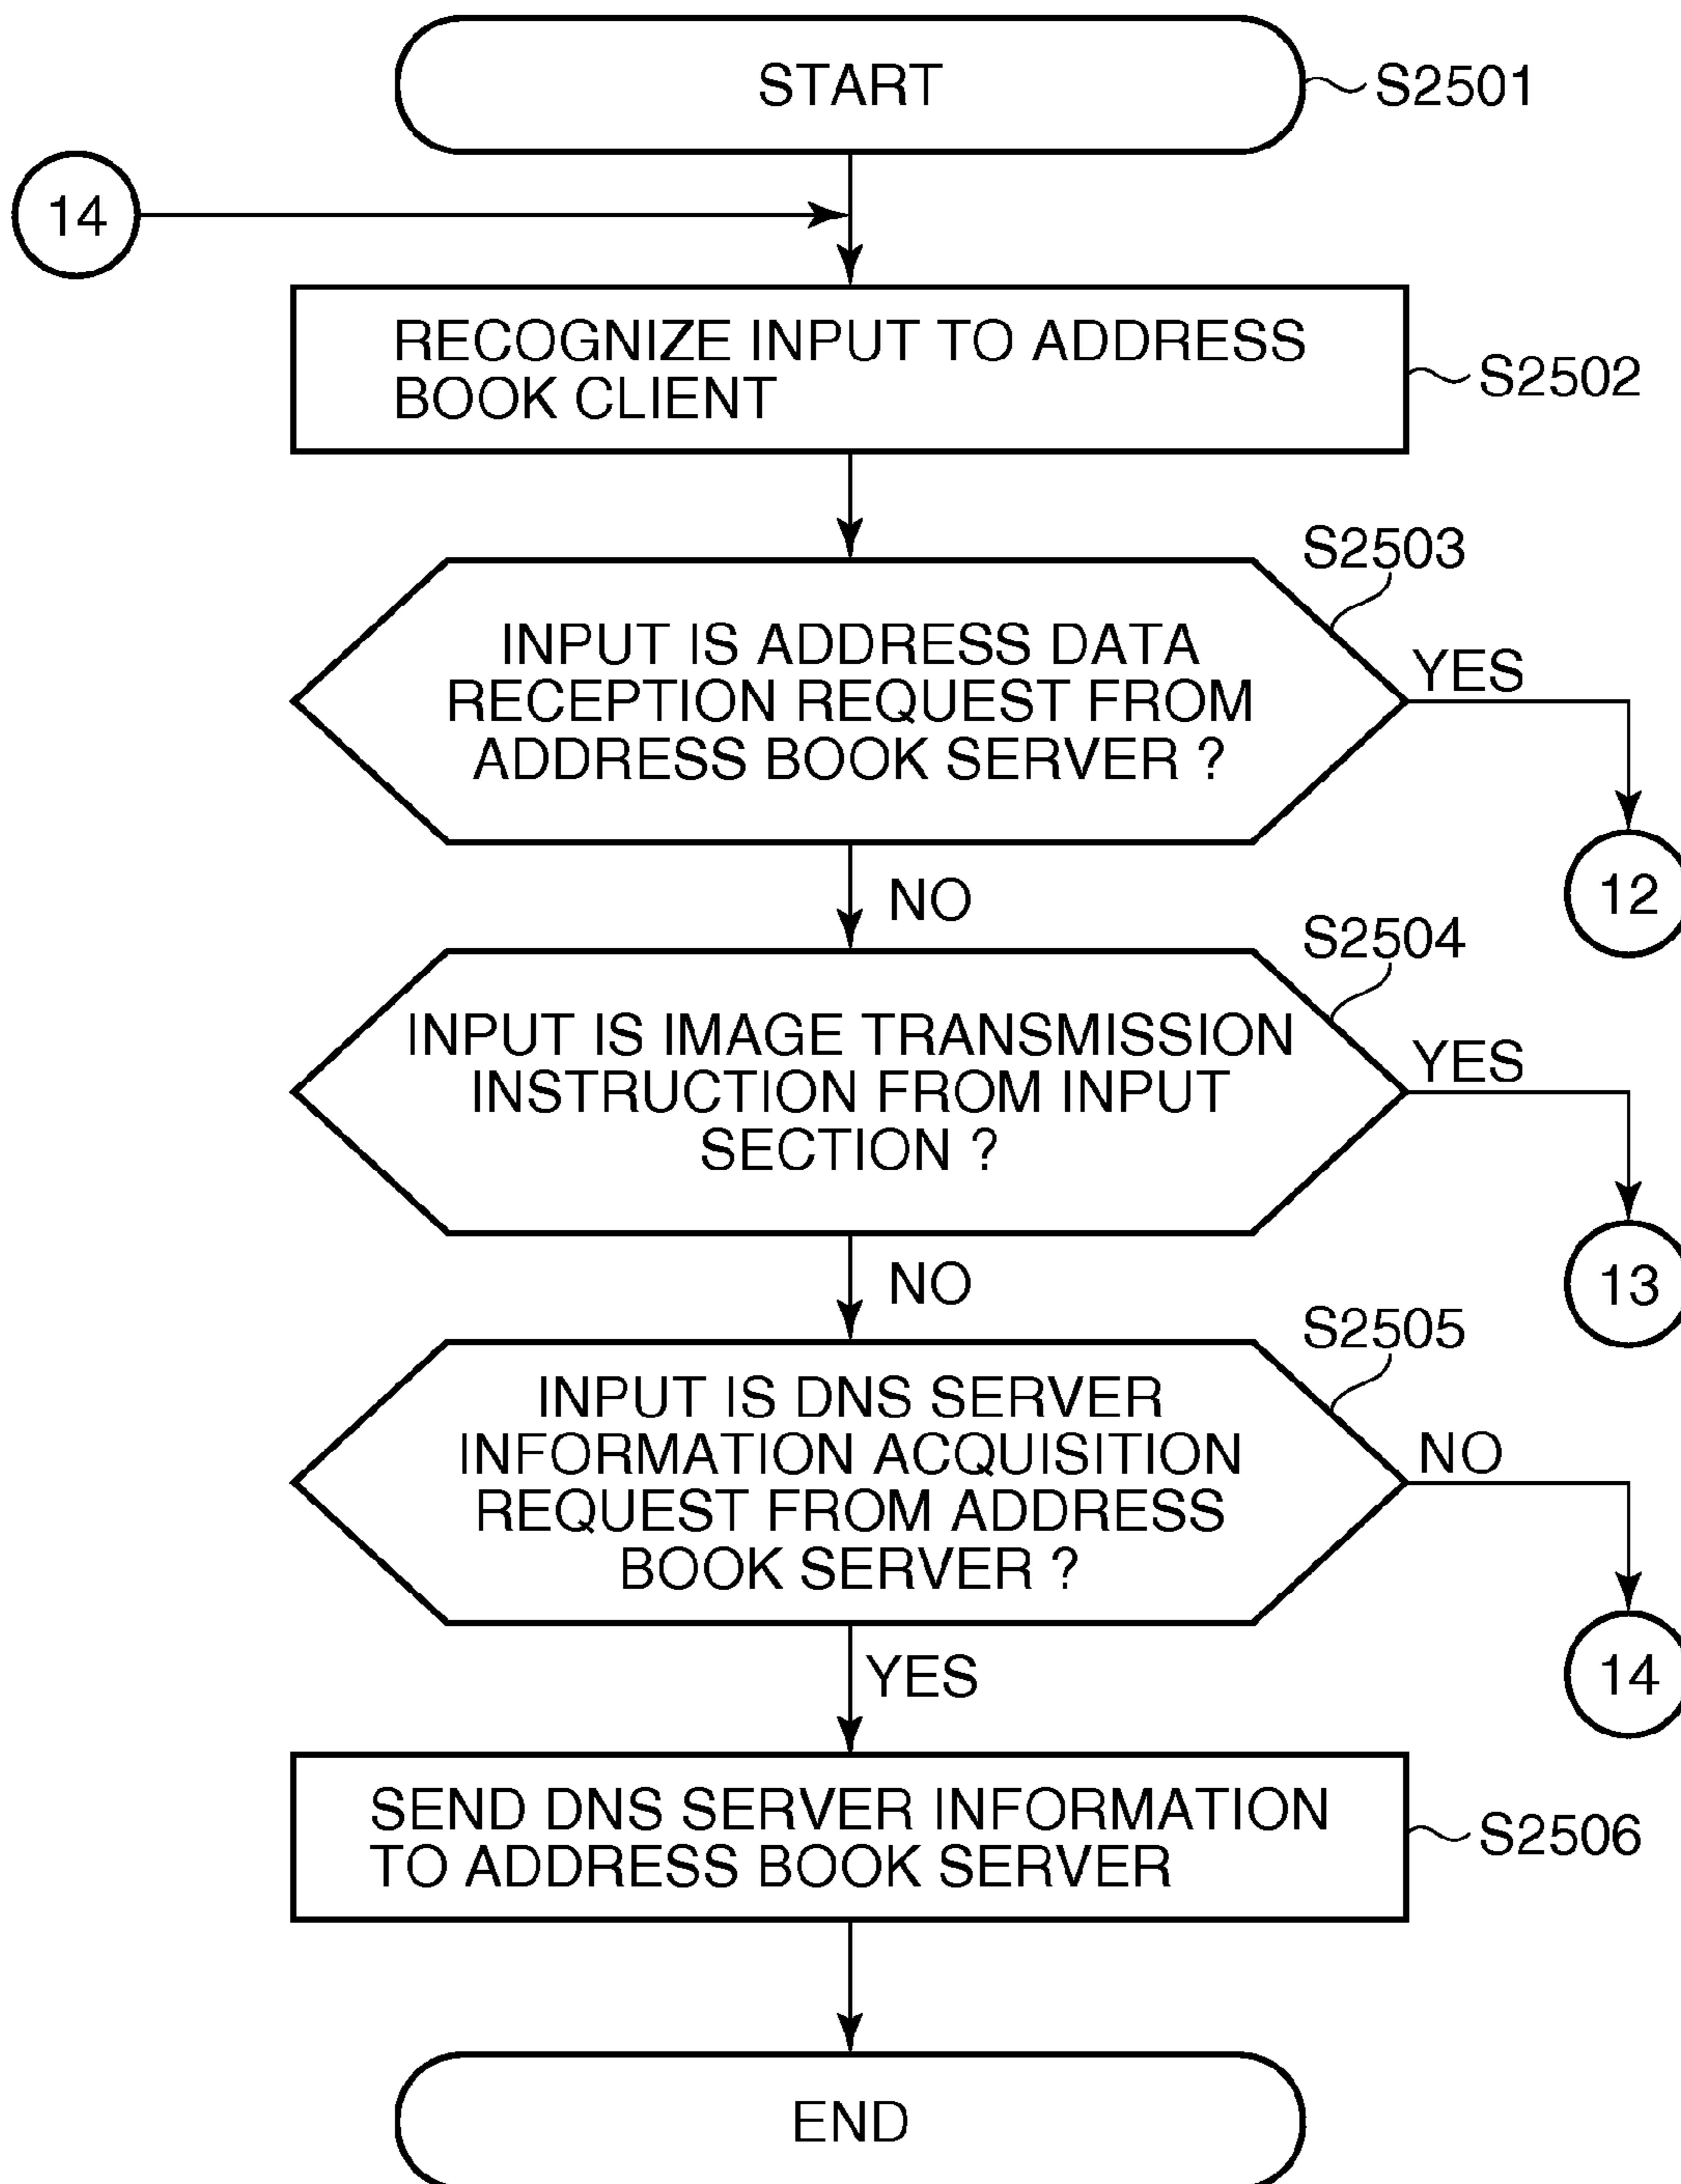 START
S2501
14
RECOGNIZE INPUT TO ADDRESS
BOOK CLIENT
S2502
S2503
INPUT IS ADDRESS DATA
RECEPTION REQUEST FROM
ADDRESS BOOK SERVER ?
YES
12
NO
S2504
INPUT IS IMAGE TRANSMISSION
INSTRUCTION FROM INPUT
SECTION ?
YES
13
NO
S2505
INPUT IS DNS SERVER
INFORMATION ACQUISITION
REQUEST FROM ADDRESS
BOOK SERVER ?
NO
14
YES
SEND DNS SERVER INFORMATION
TO ADDRESS BOOK SERVER
S2506
END